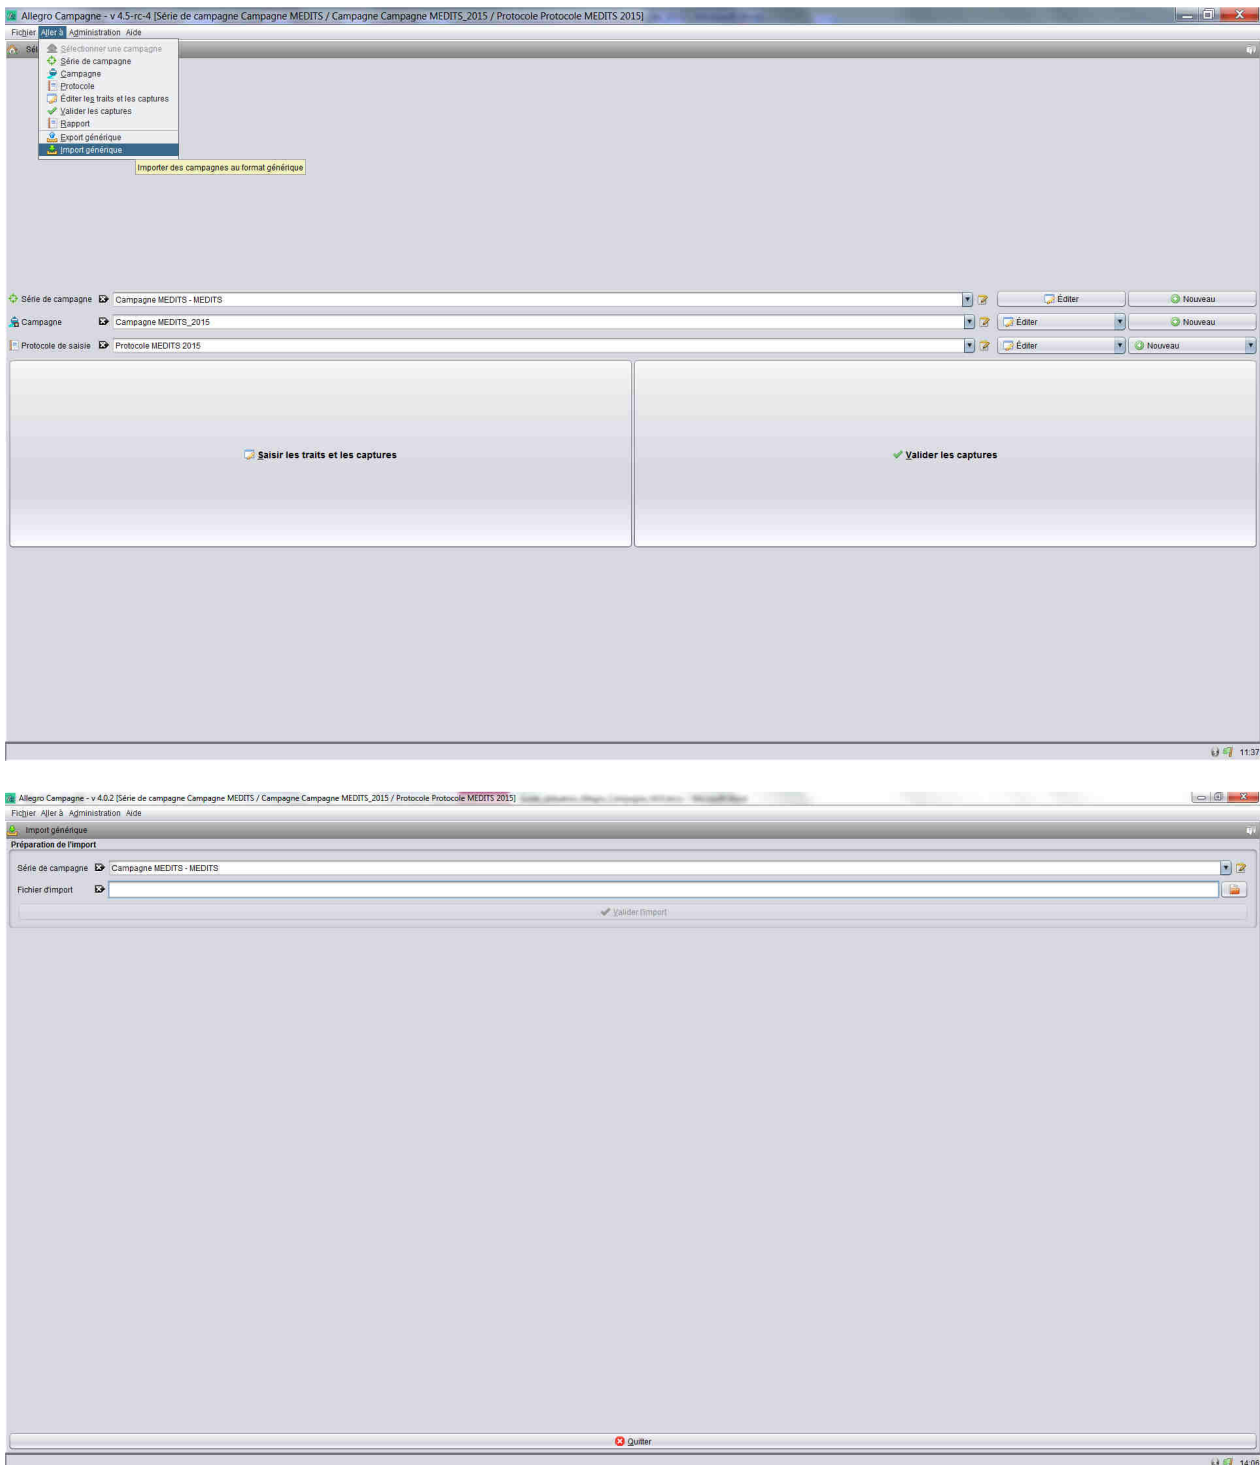 Allegro Campagne - v 4.5-rc-4 [Série de campagne Campagne MEDITS / Campagne Campagne MEDITS_2015 / Protocole Protocole MEDITS 2015]
Fichier Aller à Administration Aide
Sél
Sélectionner une campagne
Série de campagne
Campagne
Protocole
Éditer les traits et les captures
Valider les captures
Rapport
Export générique
Import générique
Importer des campagnes au format générique
Série de campagne Campagne MEDITS - MEDITS Éditer Nouveau
Campagne Campagne MEDITS_2015 Éditer Nouveau
Protocole de saisie Protocole MEDITS 2015 Éditer Nouveau
Saisir les traits et les captures Valider les captures
11:37
Allegro Campagne - v 4.0.2 [Série de campagne Campagne MEDITS / Campagne Campagne MEDITS_2015 / Protocole Protocole MEDITS 2015]
Fichier Aller à Administration Aide
Import générique
Préparation de l'import
Série de campagne Campagne MEDITS - MEDITS
Fichier d'import
Valider l'import
Quitter
14:03